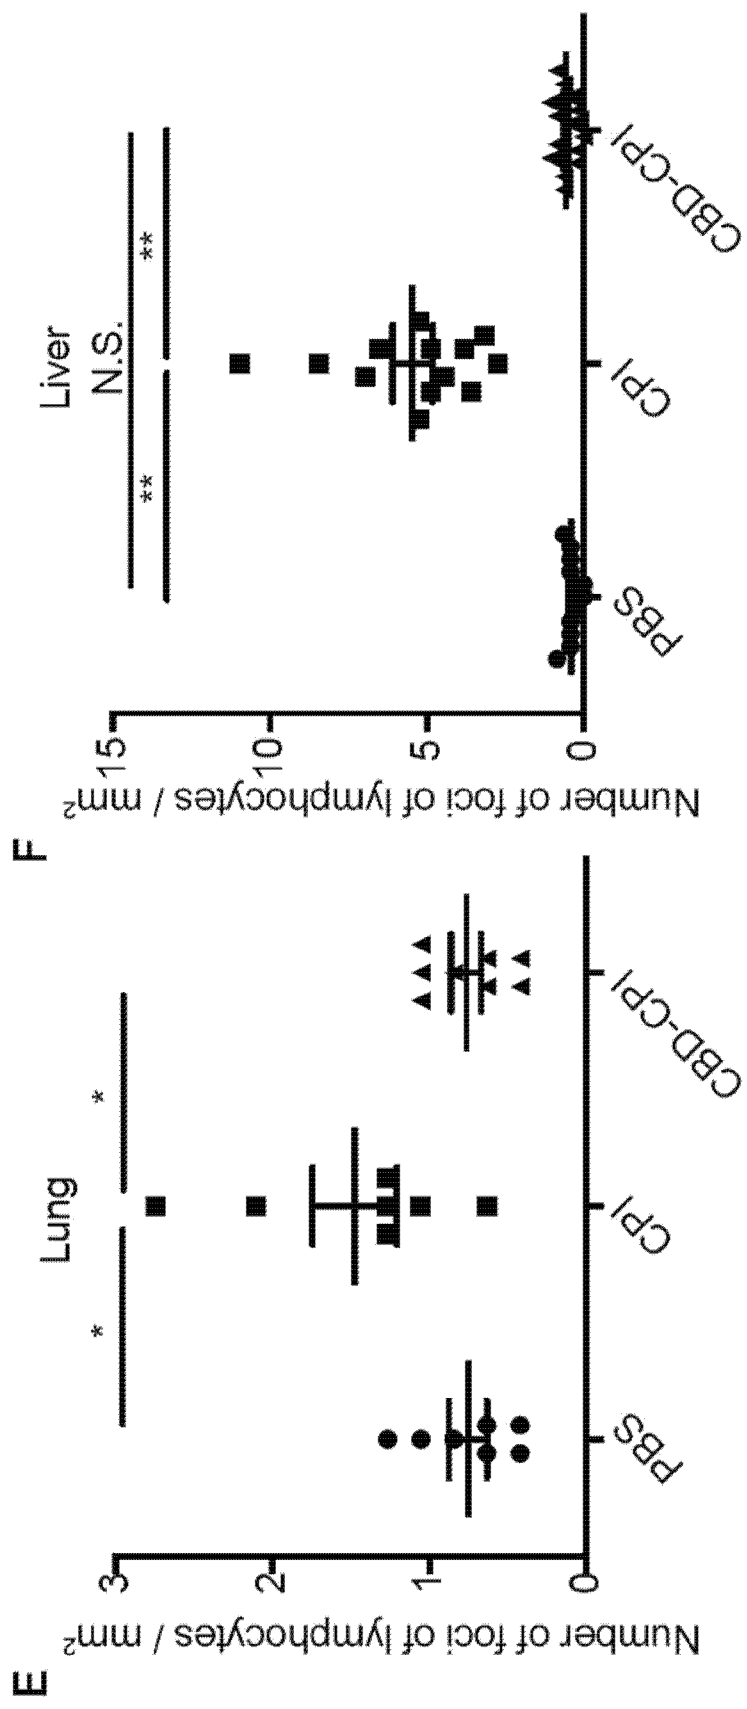 E
Lung
*
*
Number of foci of lymphocytes / mm²
3
2
1
0
PBS
CPI
CBD-CPI
F
Liver
N.S.
**
**
Number of foci of lymphocytes / mm²
15
10
5
0
PBS
CPI
CBD-CPI